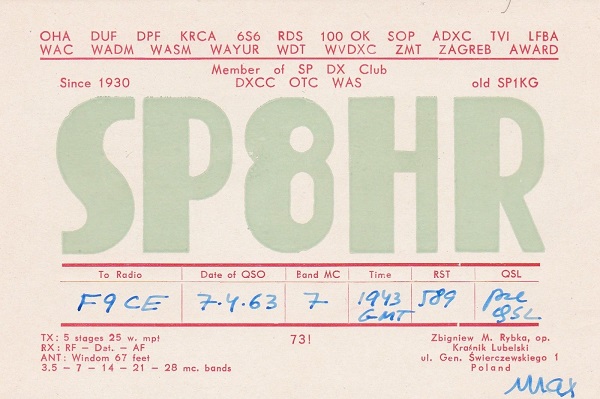 OHA DUF DPF KRCA 6S6 RDS 100 OK SOP ADXC TVI LFBA
WAC WADM WASM WAYUR WDT WVDXC ZMT ZAGREB AWARD
Member of SP DX Club
Since 1930 DXCC OTC WAS old SP1KG
SP8HR
To Radio Date of QSO Band MC Time RST QSL
F9CE 7.4.63 7 1943 GMT 589 pse QSL
TX: 5 stages 25 w. mpt 73! Zbigniew M. Rybka, op.
RX: RF – Dat. – AF Kraśnik Lubelski
ANT: Windom 67 feet ul. Gen. Świerczewskiego 1
3.5 – 7 – 14 – 21 – 28 mc. bands Poland
Max